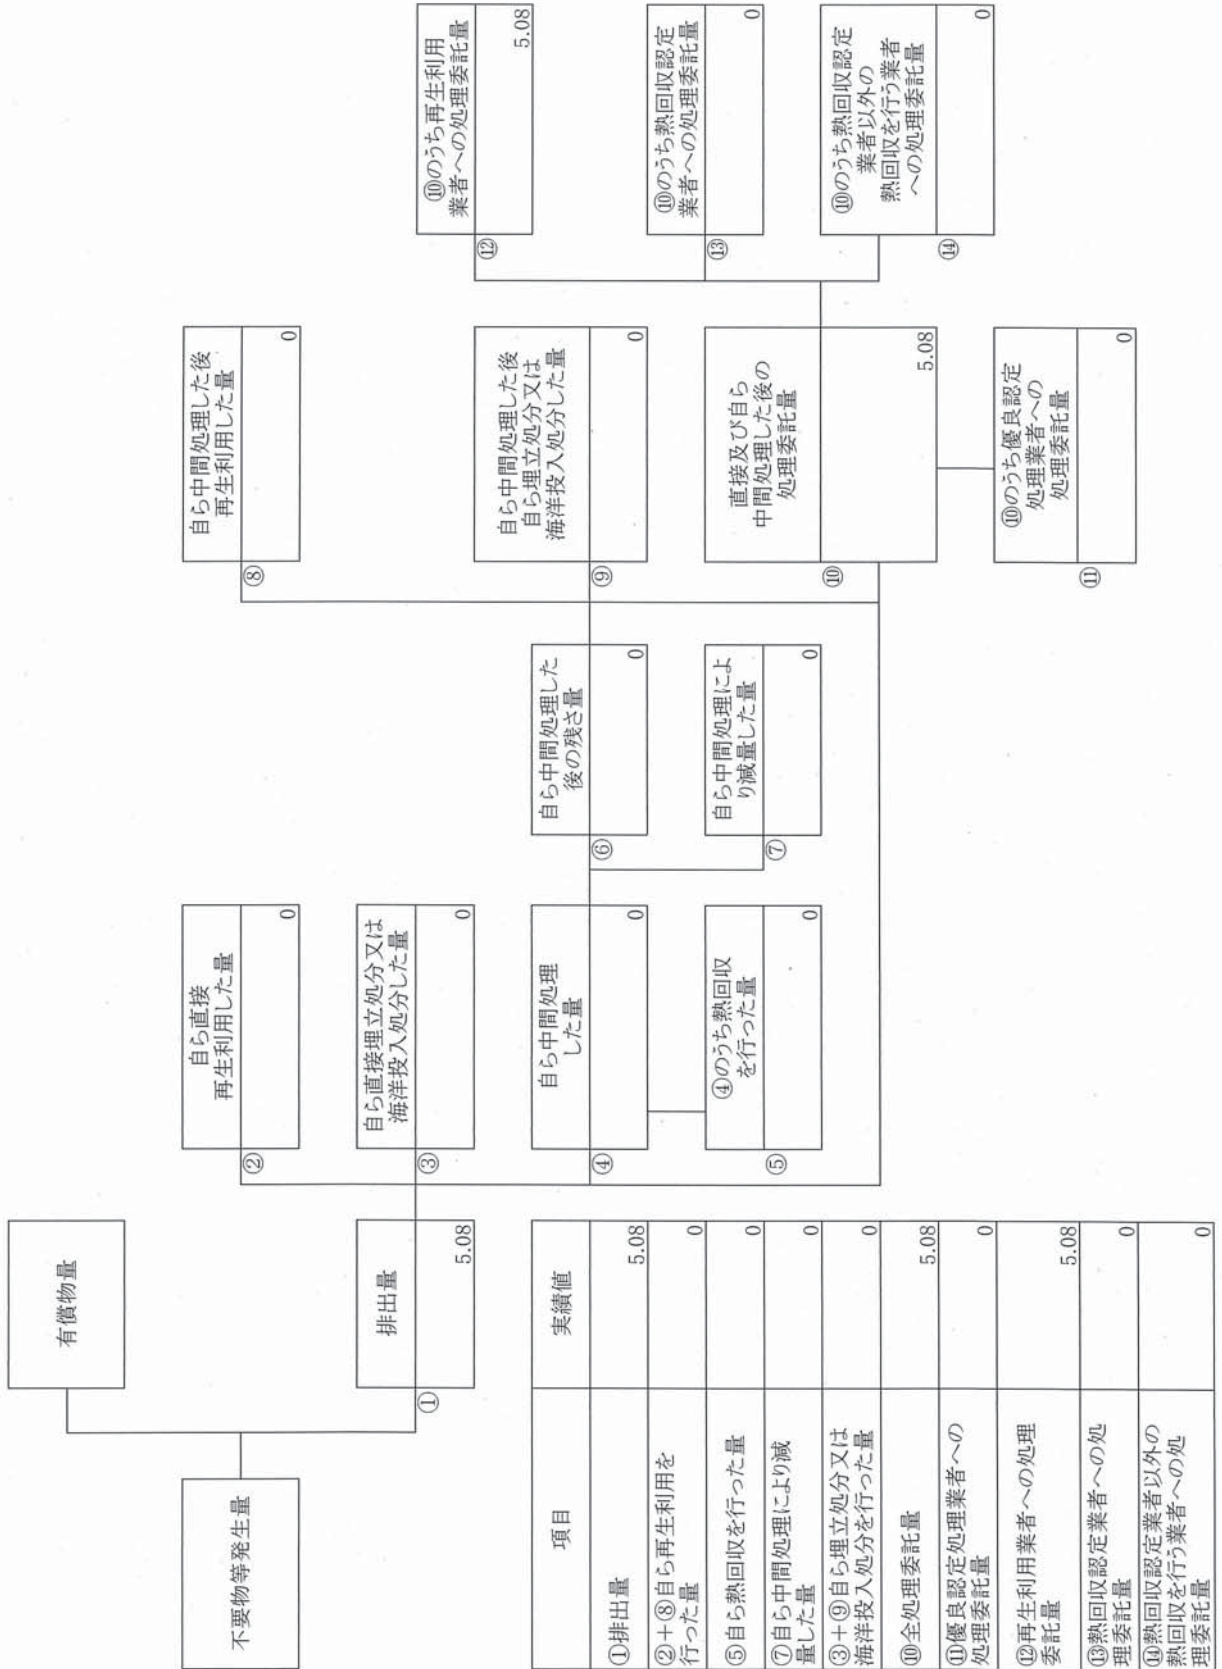 不要物等発生量
有償物量
排出量
①
5.08
自ら直接
再生利用した量
②
0
自ら直接埋立処分又は
海洋投入処分した量
③
0
自ら中間処理
した量
④
0
④のうち熱回収
を行った量
⑤
0
自ら中間処理した
後の残さ量
⑥
0
自ら中間処理によ
り減量した量
⑦
0
自ら中間処理した後
再生利用した量
⑧
0
自ら中間処理した後
自ら埋立処分又は
海洋投入処分した量
⑨
0
直接及び自ら
中間処理した後の
処理委託量
⑩
5.08
⑩のうち優良認定
処理業者への
処理委託量
⑪
0
⑩のうち再生利用
業者への処理委託量
⑫
5.08
⑩のうち熱回収認定
業者への処理委託量
⑬
0
⑩のうち熱回収認定
業者以外の
熱回収を行う業者
への処理委託量
⑭
0
項目
実績値
①排出量
5.08
②+⑧自ら再生利用を
行った量
0
⑤自ら熱回収を行った量
0
⑦自ら中間処理により減
量した量
0
③+⑨自ら埋立処分又は
海洋投入処分を行った量
0
⑩全処理委託量
5.08
⑪優良認定処理業者への
処理委託量
0
⑫再生利用業者への処理
委託量
5.08
⑬熱回収認定業者への処
理委託量
0
⑭熱回収認定業者以外の
熱回収を行う業者への処
理委託量
0